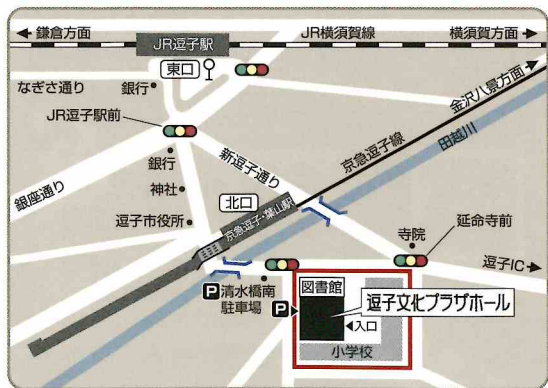 鎌倉方面
JR逗子駅
JR横須賀線
横須賀方面
東口
なぎさ通り
銀行
金沢八景方面
JR逗子駅前
京急逗子線
田越川
銀行
新逗子通り
銀座通り
神社
北口
京急逗子・葉山駅
逗子市役所
寺院
延命寺前
逗子IC
P 清水橋南
駐車場
P
図書館
逗子文化プラザホール
入口
小学校